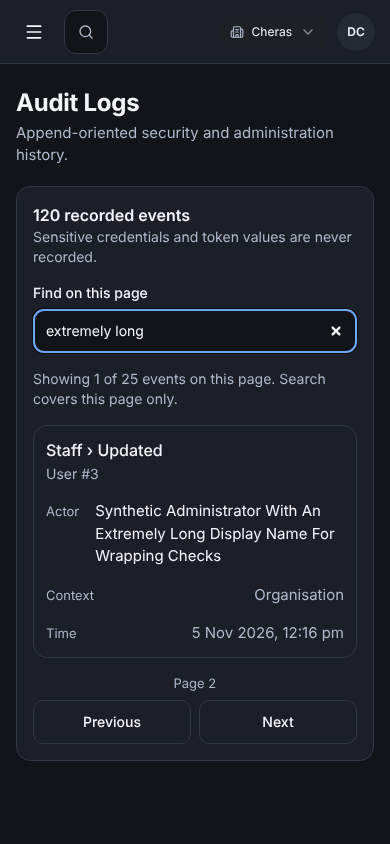 Cheras
DC
Audit Logs
Append-oriented security and administration
history.
120 recorded events
Sensitive credentials and token values are never
recorded.
Find on this page
extremely long
Showing 1 of 25 events on this page. Search
covers this page only.
Staff › Updated
User #3
Actor Synthetic Administrator With An
Extremely Long Display Name For
Wrapping Checks
Context Organisation
Time 5 Nov 2026, 12:16 pm
Page 2
Previous Next